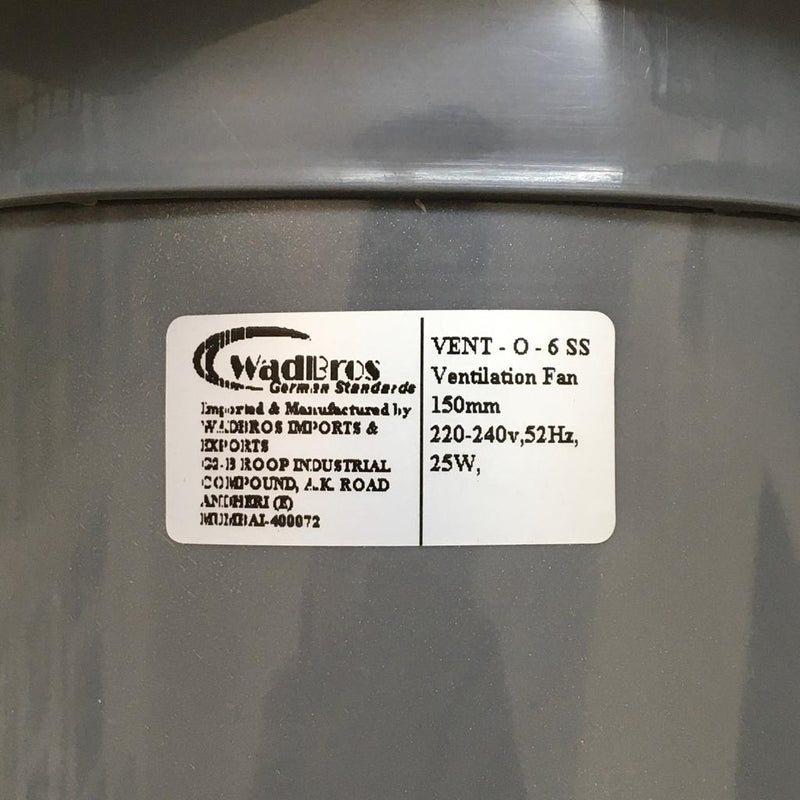 WadBros
German Standards
Imported & Manufactured by
WADBROS IMPORTS &
EXPORTS
G2-B ROOP INDUSTRIAL
COMPOUND, A.K. ROAD
ANDHERI (E)
MUMBAI-400072
VENT - O - 6 SS
Ventilation Fan
150mm
220-240v,52Hz,
25W,